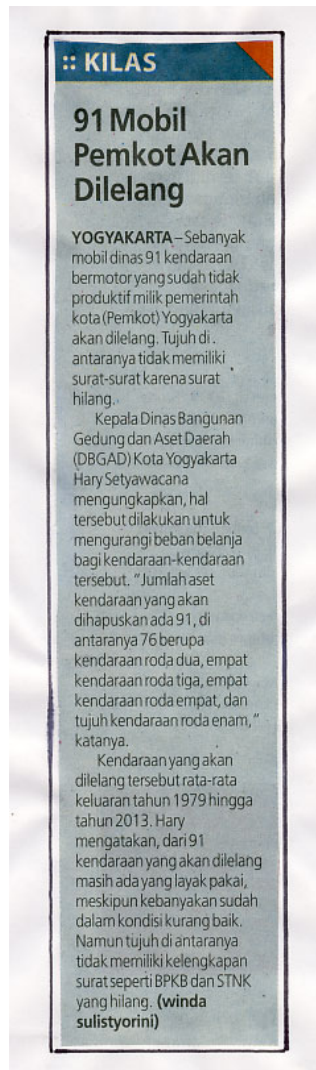 :: KILAS
91 Mobil
Pemkot Akan
Dilelang
YOGYAKARTA – Sebanyak
mobil dinas 91 kendaraan
bermotor yang sudah tidak
produktif milik pemerintah
kota (Pemkot) Yogyakarta
akan dilelang. Tujuh di
antaranya tidak memiliki
surat-surat karena surat
hilang.
Kepala Dinas Bangunan
Gedung dan Aset Daerah
(DBGAD) Kota Yogyakarta
Hary Setyawacana
mengungkapkan, hal
tersebut dilakukan untuk
mengurangi beban belanja
bagi kendaraan-kendaraan
tersebut. "Jumlah aset
kendaraan yang akan
dihapuskan ada 91, di
antaranya 76 berupa
kendaraan roda dua, empat
kendaraan roda tiga, empat
kendaraan roda empat, dan
tujuh kendaraan roda enam,"
katanya.
Kendaraan yang akan
dilelang tersebut rata-rata
keluaran tahun 1979 hingga
tahun 2013. Hary
mengatakan, dari 91
kendaraan yang akan dilelang
masih ada yang layak pakai,
meskipun kebanyakan sudah
dalam kondisi kurang baik.
Namun tujuh di antaranya
tidak memiliki kelengkapan
surat seperti BPKB dan STNK
yang hilang. (winda
sulistyorini)